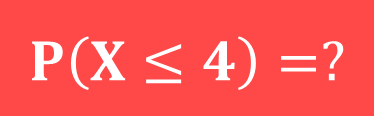 P(X ≤ 4) =?